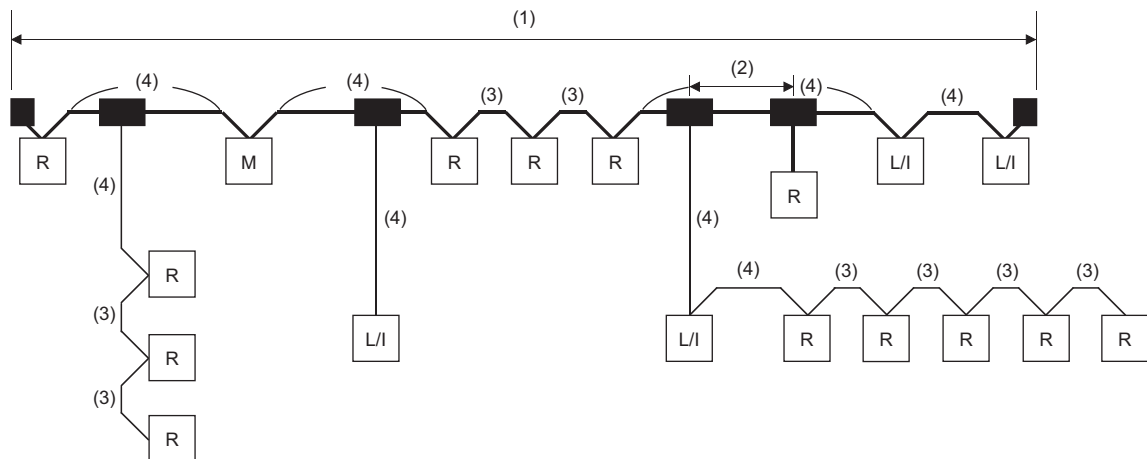 (1)
(2)
(4) (4) (3) (3) (4) (4)
R M R R R L/I L/I
(4) R
(4) (4)
R (4) (3) (3) (3) (3)
(3)
L/I L/I R R R R R
R
(3)
R